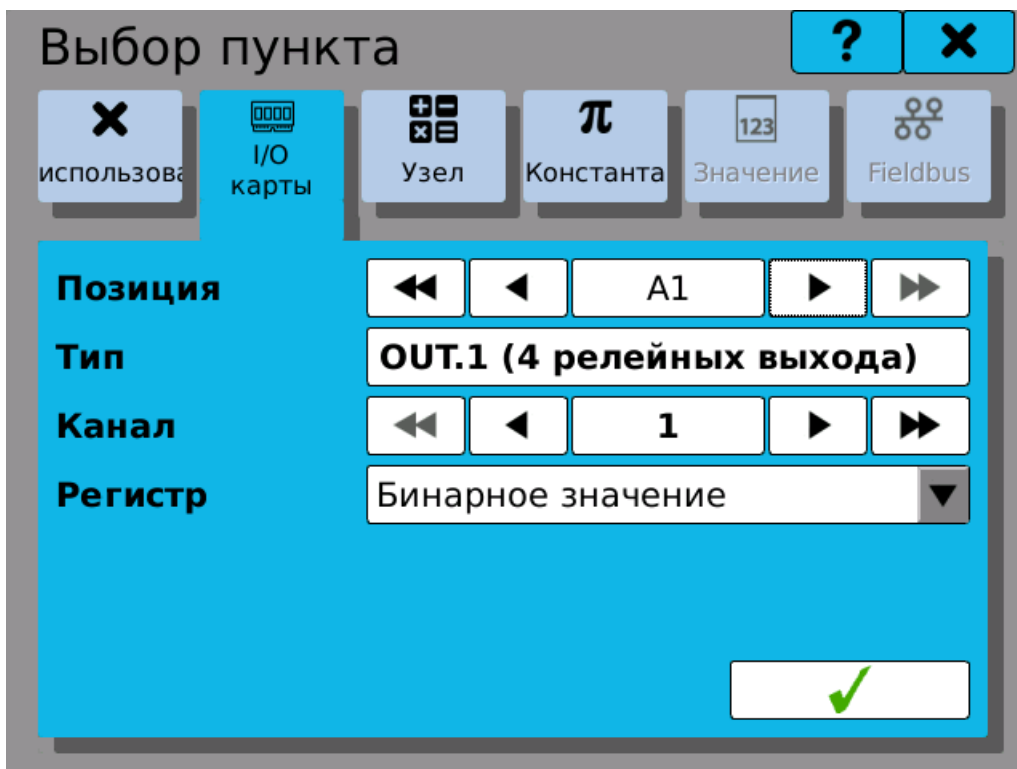 Выбор пункта
?
использова
I/O
карты
Узел
π
Константа
123
Значение
Fieldbus
Позиция
A1
Тип
OUT.1 (4 релейных выхода)
Канал
1
Регистр
Бинарное значение